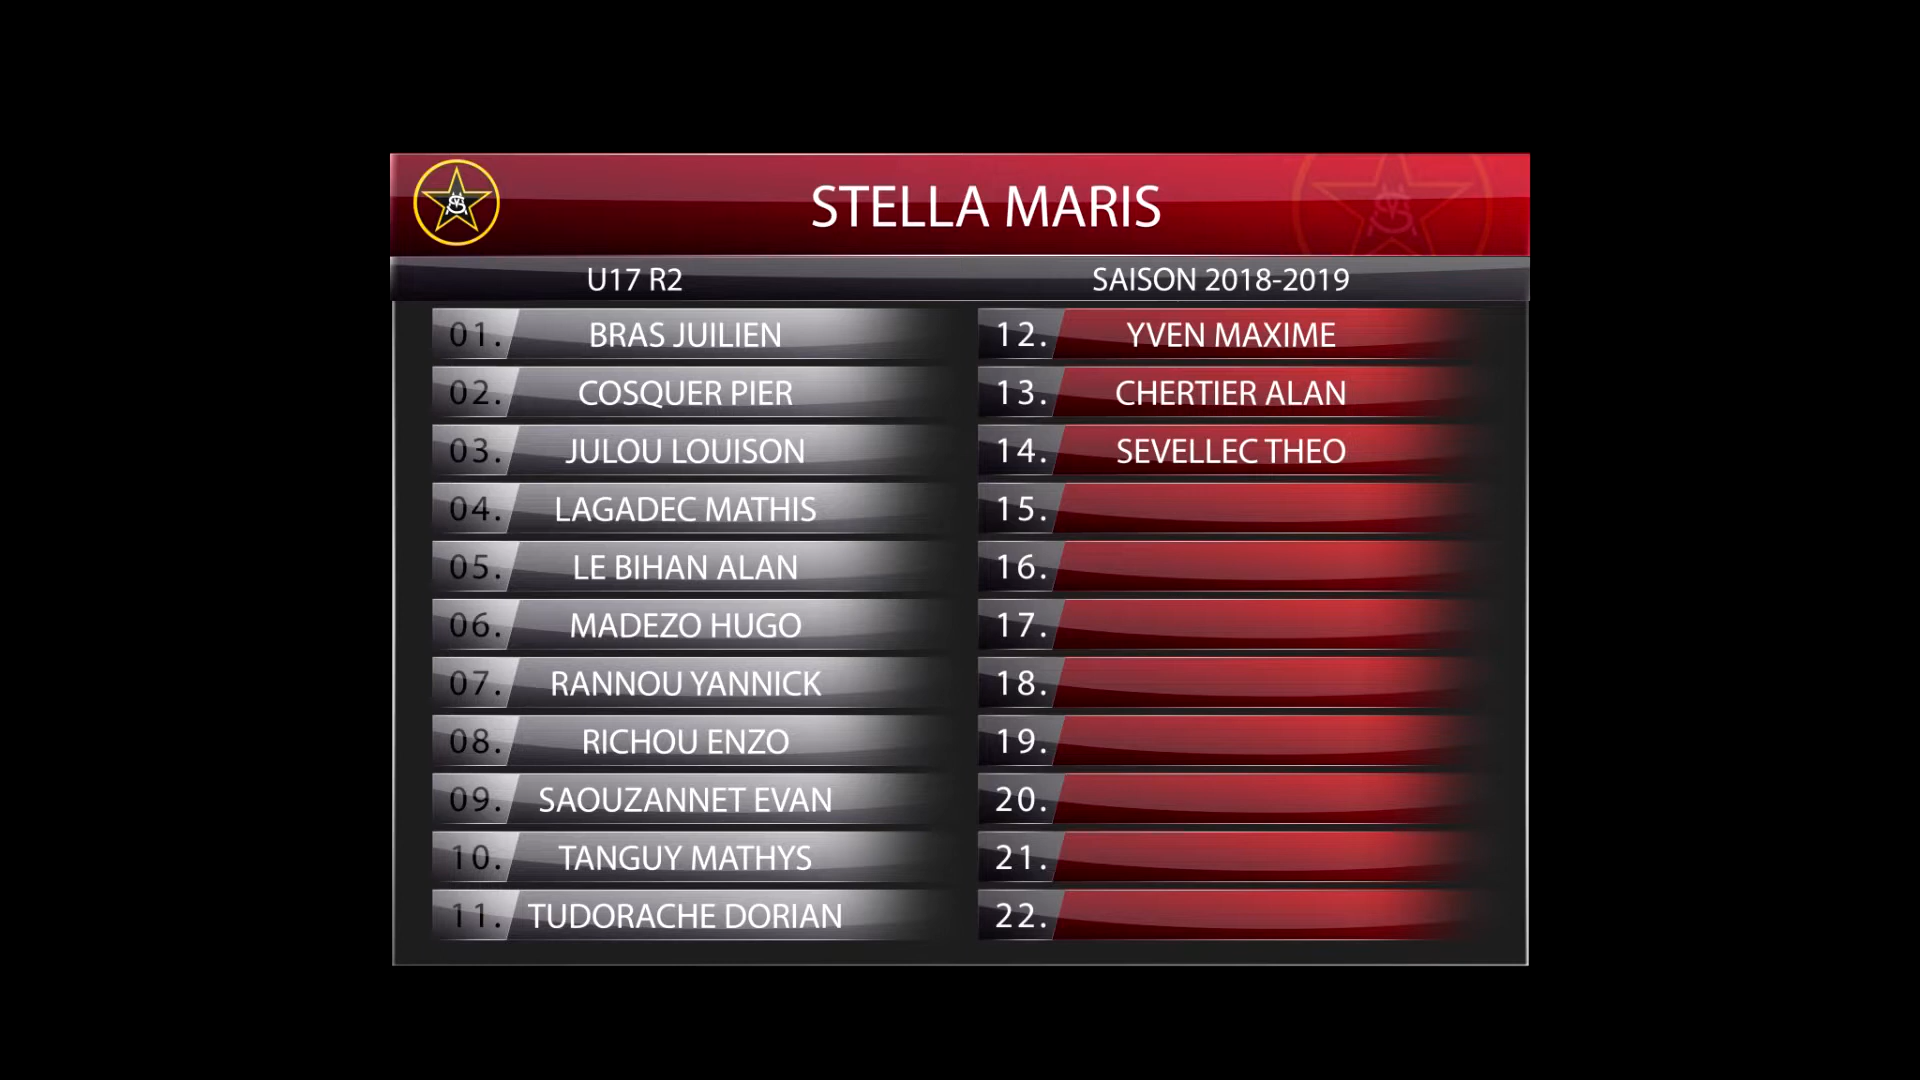 STELLA MARIS
U17 R2
SAISON 2018-2019
01. BRAS JUILIEN
02. COSQUER PIER
03. JULOU LOUISON
04. LAGADEC MATHIS
05. LE BIHAN ALAN
06. MADEZO HUGO
07. RANNOU YANNICK
08. RICHOU ENZO
09. SAOUZANNET EVAN
10. TANGUY MATHYS
11. TUDORACHE DORIAN
12. YVEN MAXIME
13. CHERTIER ALAN
14. SEVELLEC THEO
15.
16.
17.
18.
19.
20.
21.
22.